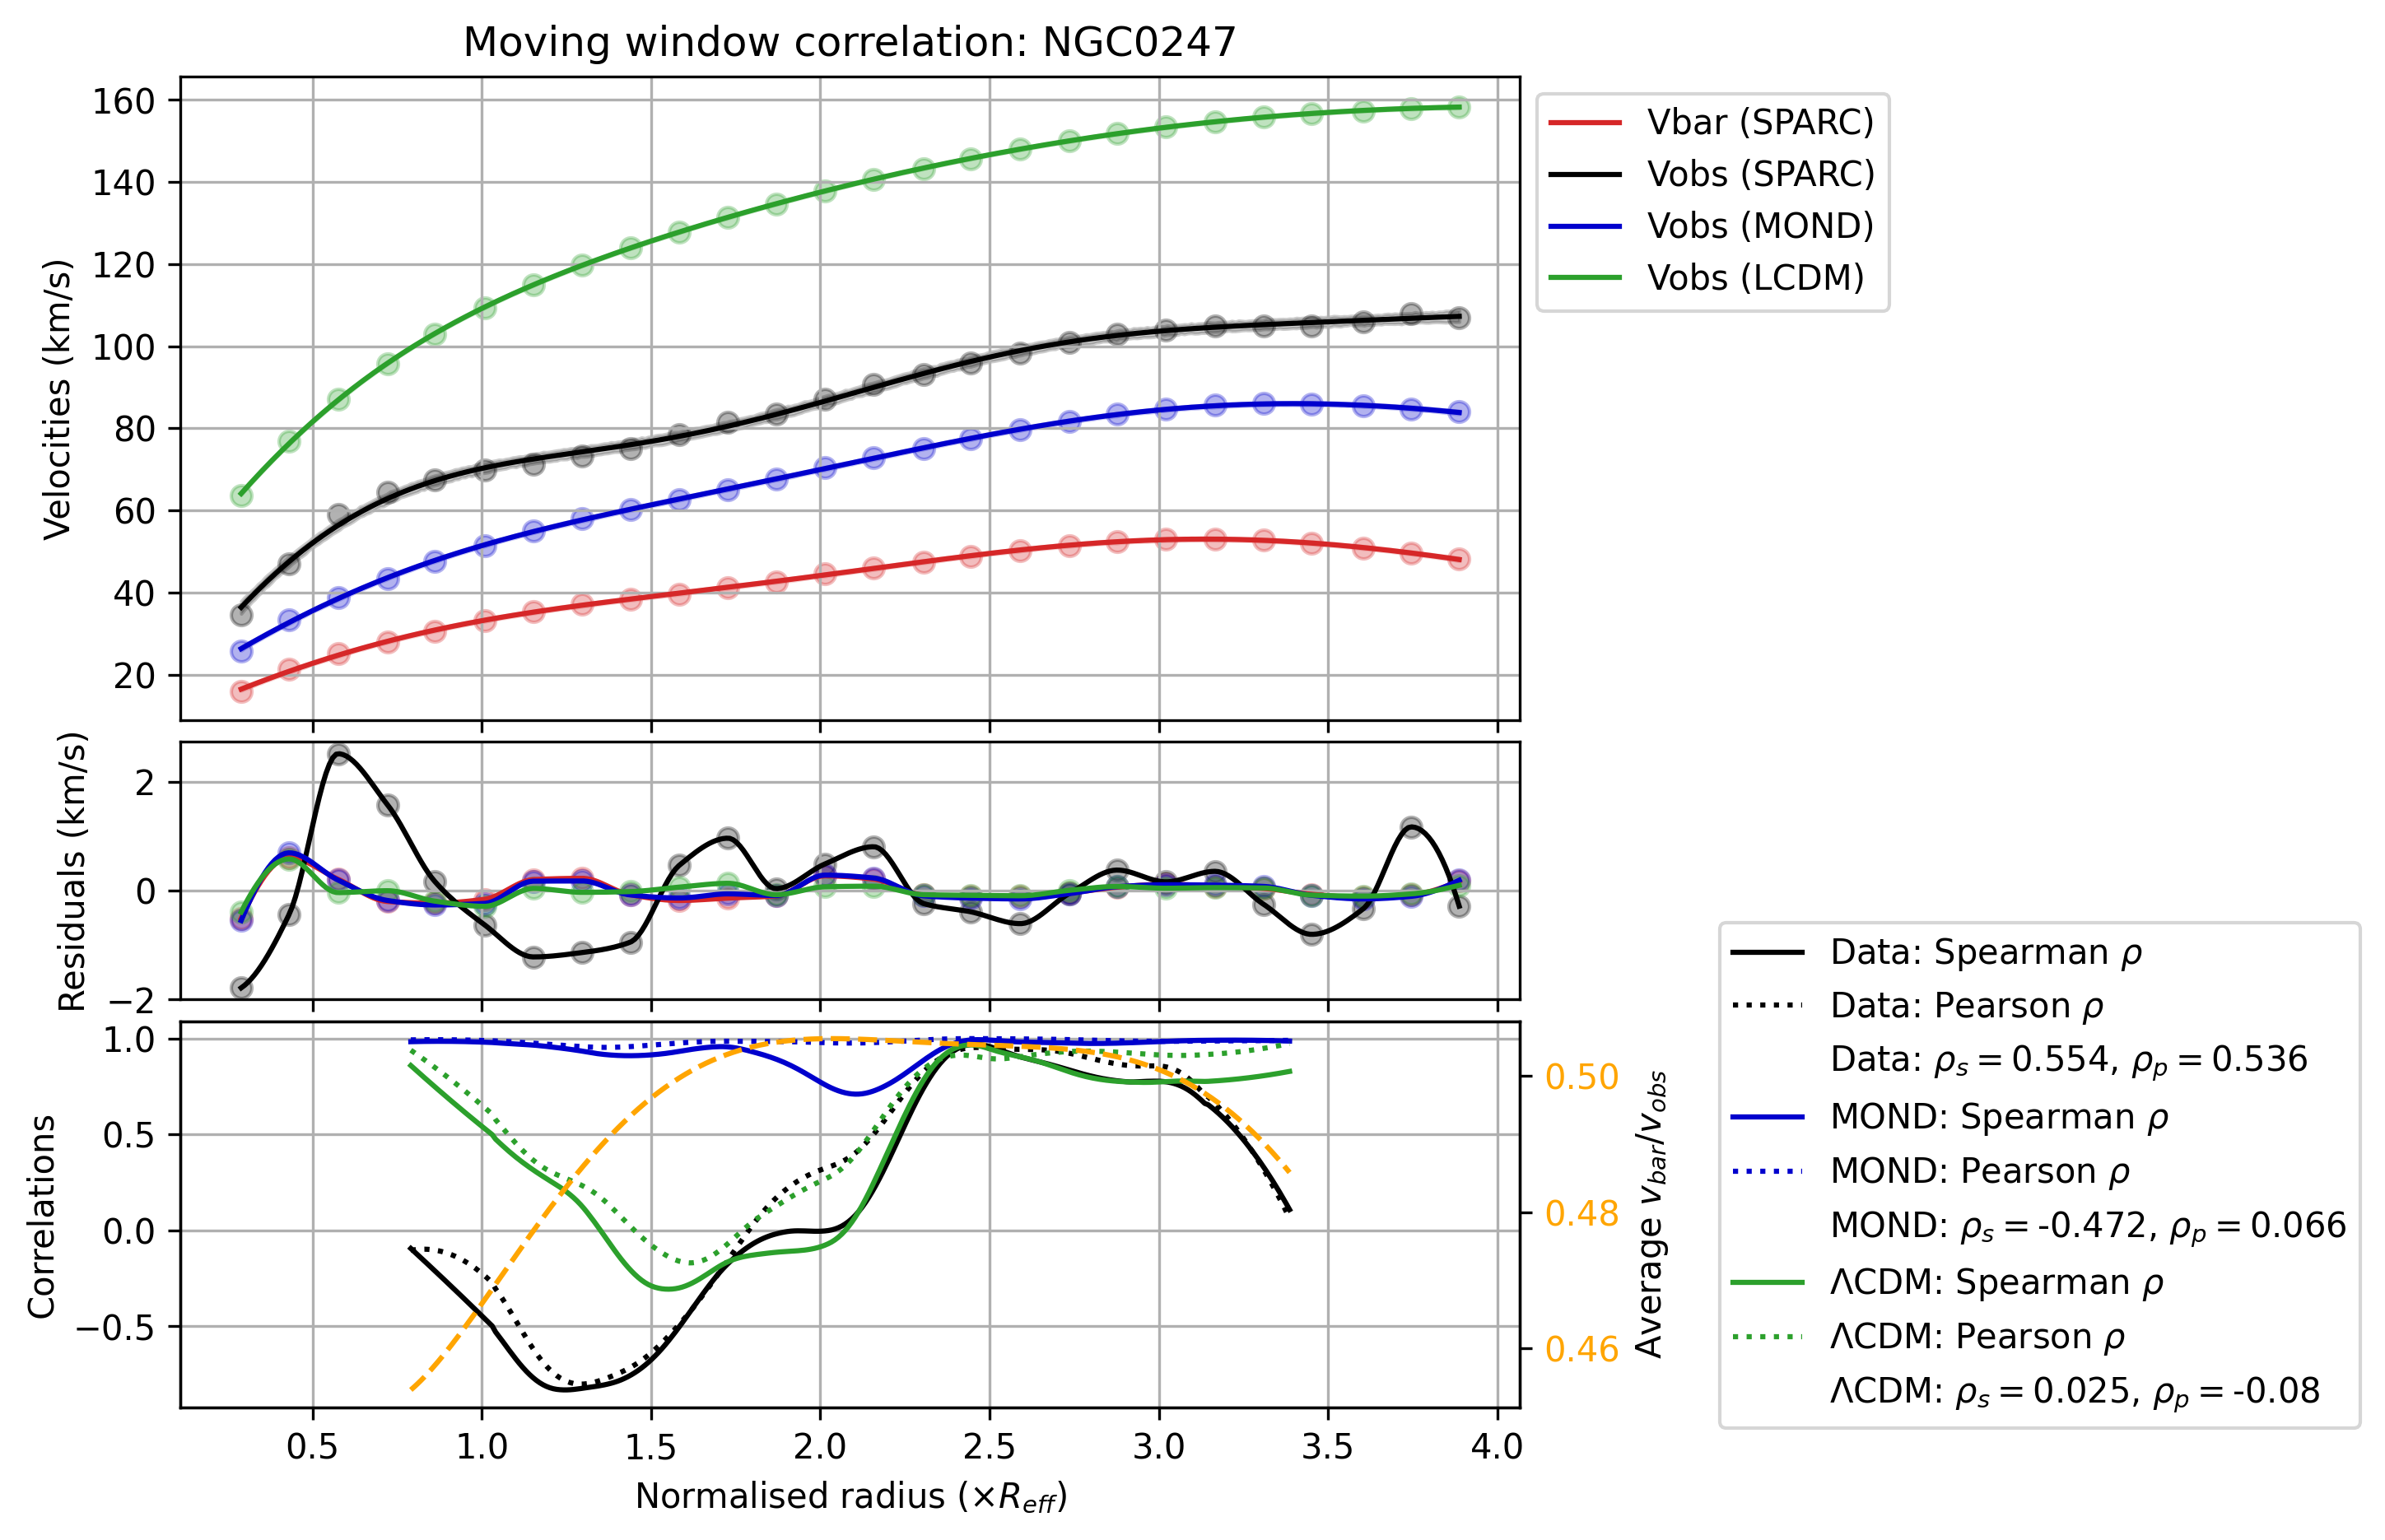 Moving window correlation: NGC0247
Velocities (km/s)
160
140
120
100
80
60
40
20
Vbar (SPARC)
Vobs (SPARC)
Vobs (MOND)
Vobs (LCDM)
Residuals (km/s)
2
0
−2
Correlations
1.0
0.5
0.0
−0.5
0.50
0.48
0.46
Average v_bar/v_obs
0.5 1.0 1.5 2.0 2.5 3.0 3.5 4.0
Normalised radius (×R_eff)
Data: Spearman ρ
Data: Pearson ρ
Data: ρ_s = 0.554, ρ_p = 0.536
MOND: Spearman ρ
MOND: Pearson ρ
MOND: ρ_s = -0.472, ρ_p = 0.066
ΛCDM: Spearman ρ
ΛCDM: Pearson ρ
ΛCDM: ρ_s = 0.025, ρ_p = -0.08